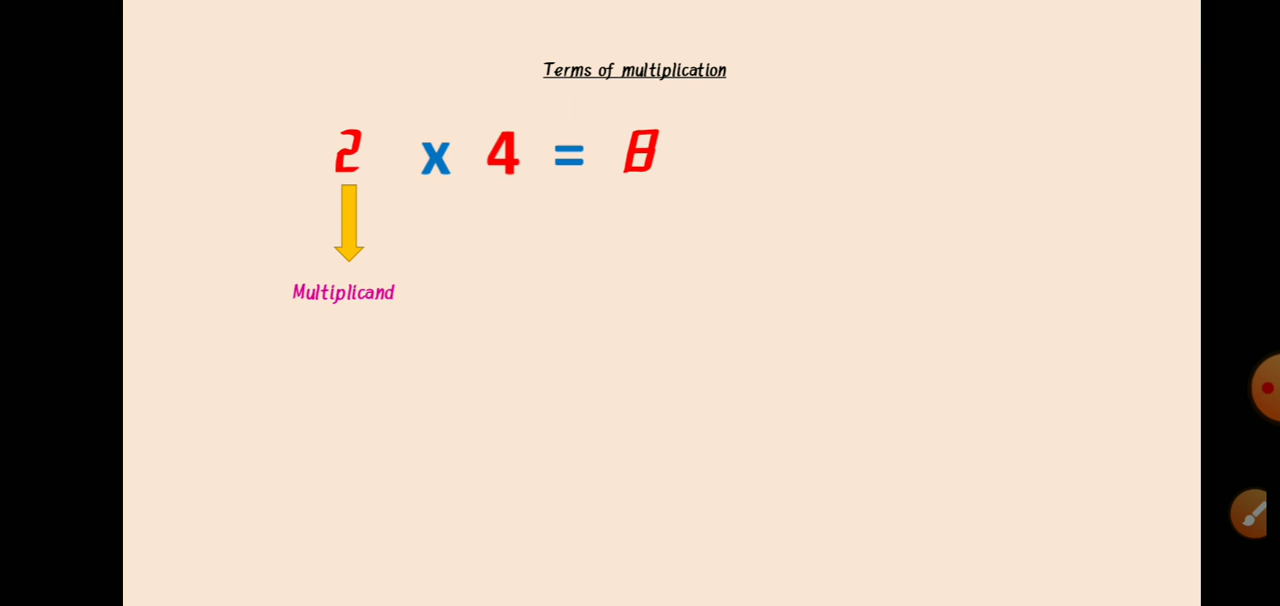 Terms of multiplication
2 x 4 = 8
Multiplicand